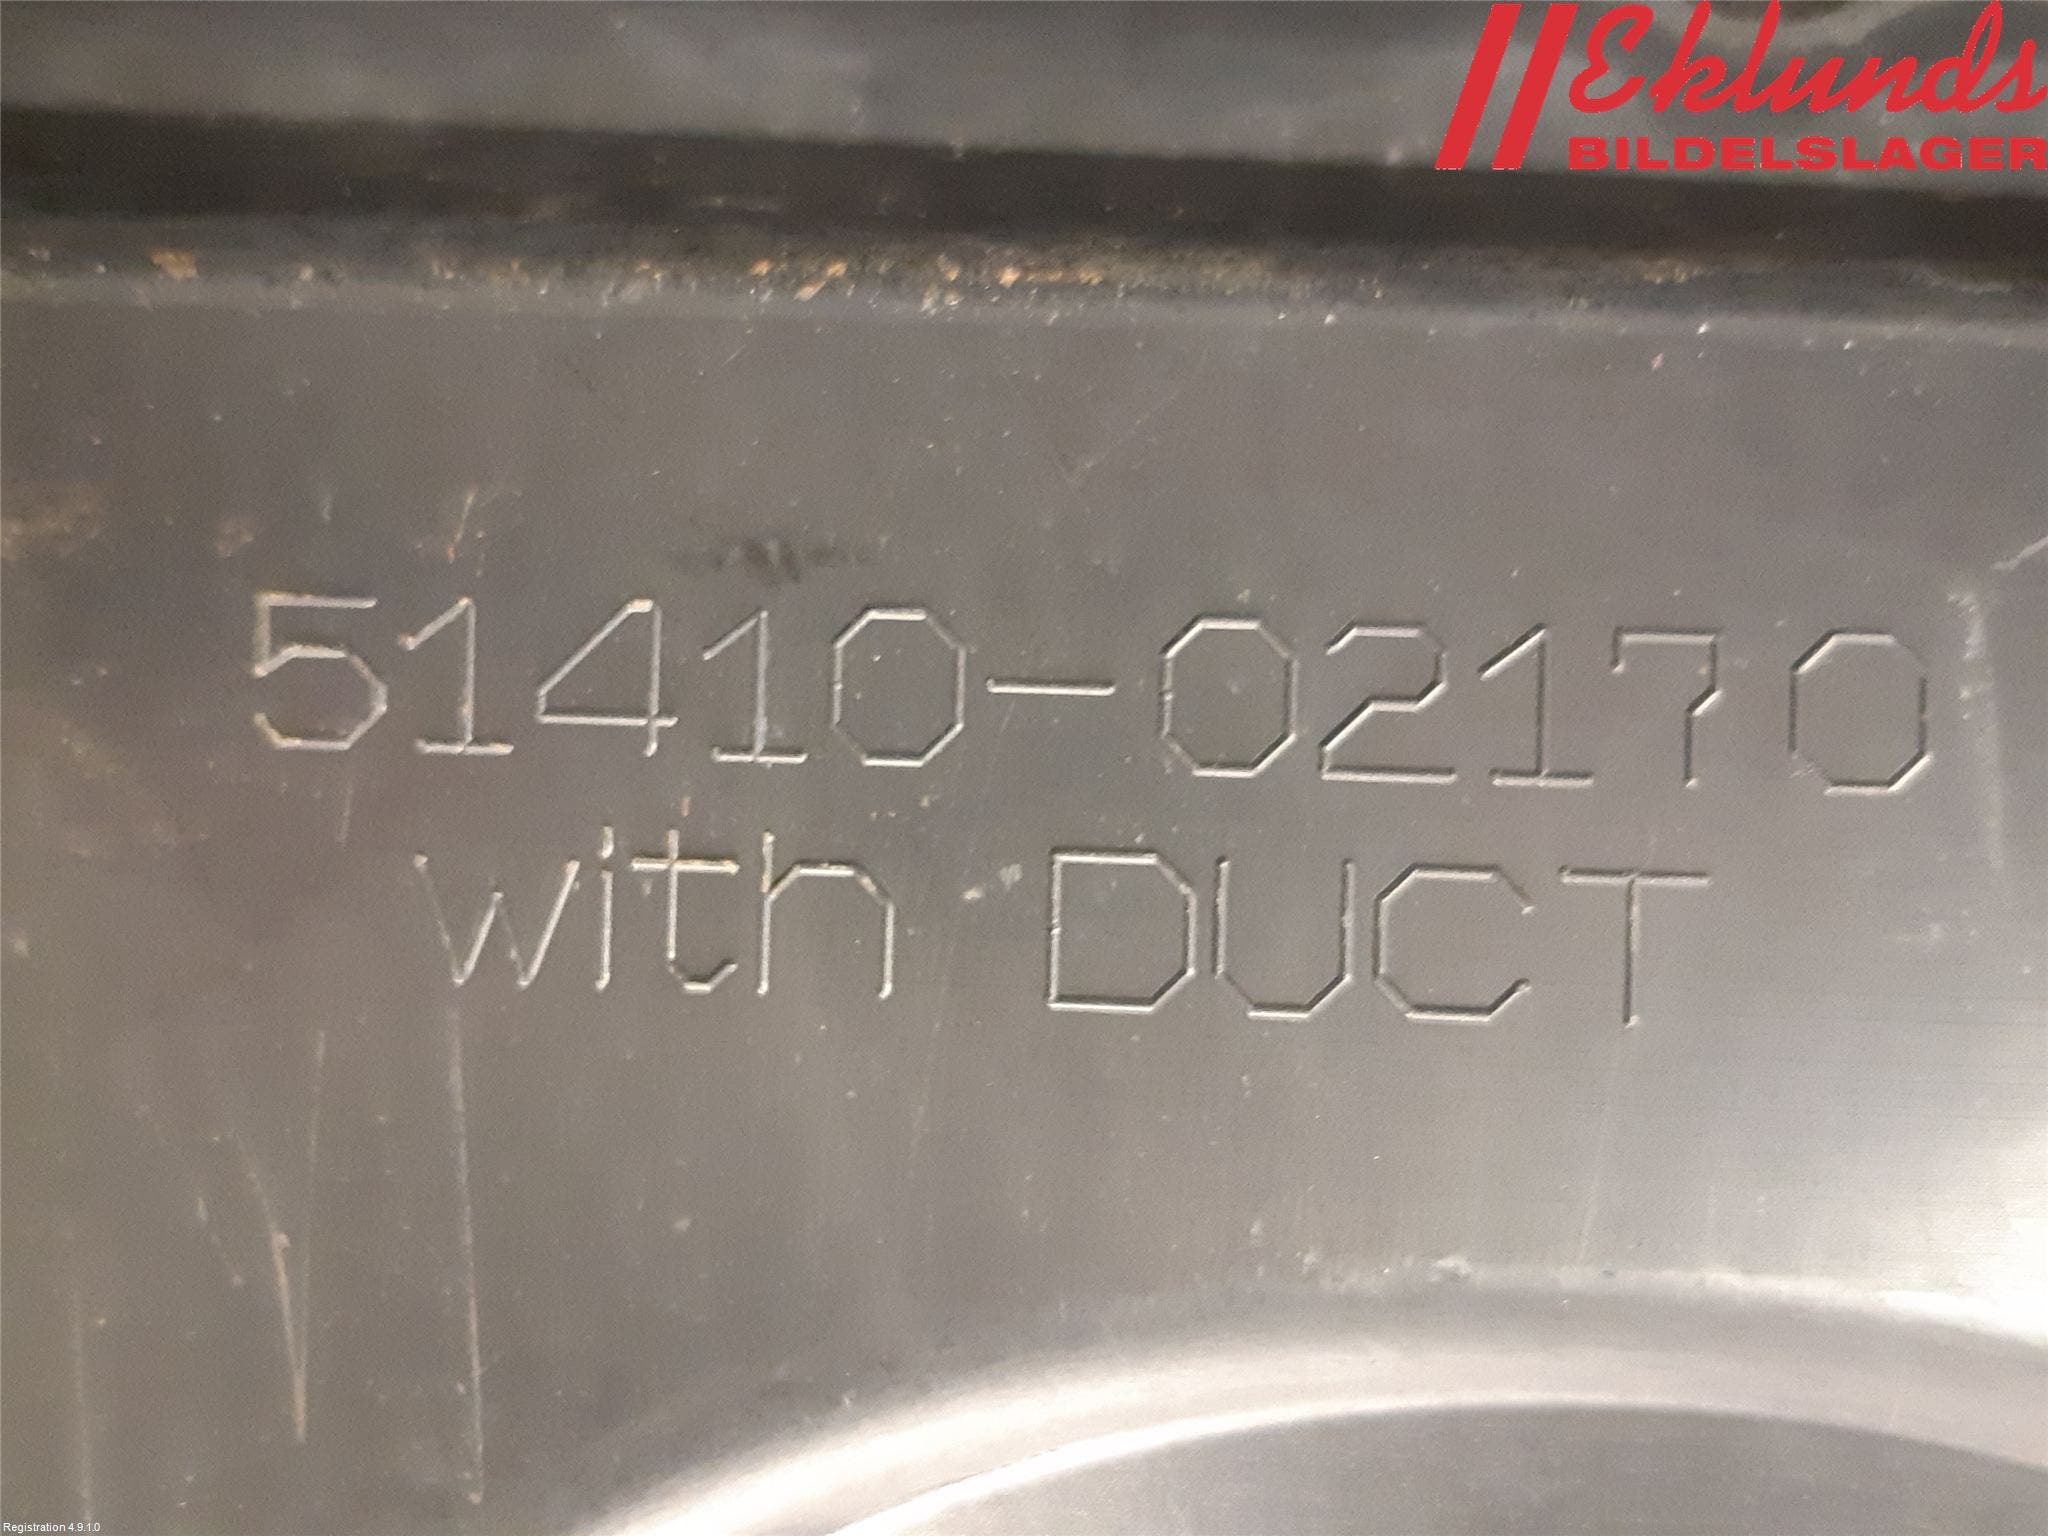 Eklunds
BILDELSLAGER
51410-02170
with DUCT
Registration 4.9.1.0